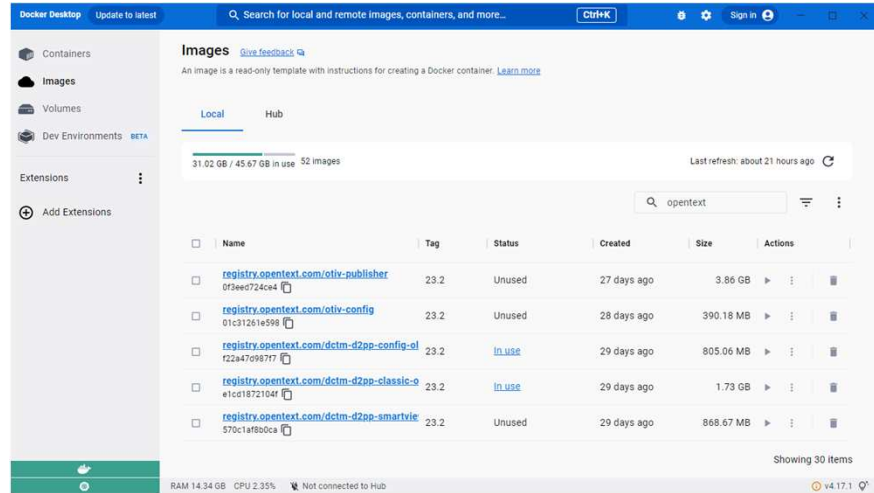 Docker Desktop Update to latest Search for local and remote images, containers, and more... Ctrl+K Sign in
Containers
Images
Volumes
Dev Environments BETA
Extensions
Add Extensions
Images Give feedback
An image is a read-only template with instructions for creating a Docker container. Learn more
Local Hub
31.02 GB / 45.67 GB in use 52 images Last refresh: about 21 hours ago
opentext
Name Tag Status Created Size Actions
registry.opentext.com/otiv-publisher 23.2 Unused 27 days ago 3.86 GB
0f3eed724ce4
registry.opentext.com/otiv-config 23.2 Unused 28 days ago 390.18 MB
01c31261e598
registry.opentext.com/dctm-d2pp-config-ol 23.2 In use 29 days ago 805.06 MB
f22a47d987f7
registry.opentext.com/dctm-d2pp-classic-o 23.2 In use 29 days ago 1.73 GB
e1cd1872104f
registry.opentext.com/dctm-d2pp-smartvie 23.2 Unused 29 days ago 868.67 MB
570c1af8b0ca
Showing 30 items
RAM 14.34 GB CPU 2.35% Not connected to Hub v4.17.1